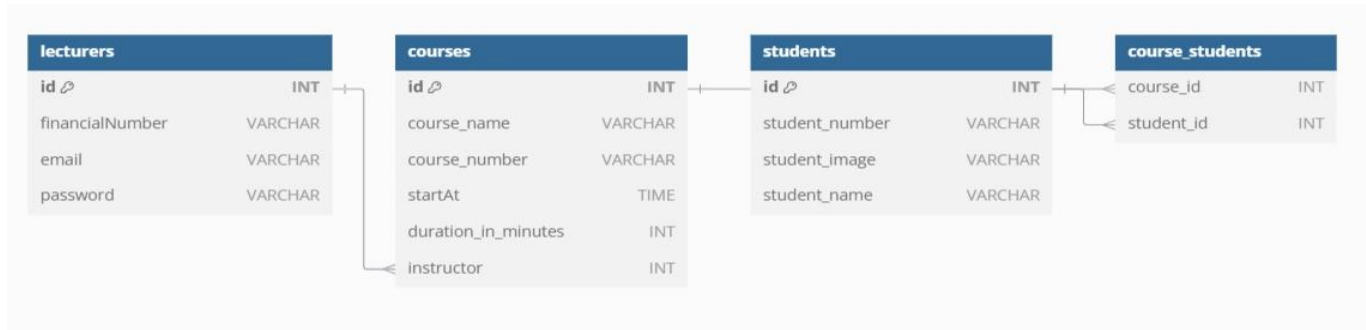 lecturers
id INT
financialNumber VARCHAR
email VARCHAR
password VARCHAR
courses
id INT
course_name VARCHAR
course_number VARCHAR
startAt TIME
duration_in_minutes INT
instructor INT
students
id INT
student_number VARCHAR
student_image VARCHAR
student_name VARCHAR
course_students
course_id INT
student_id INT